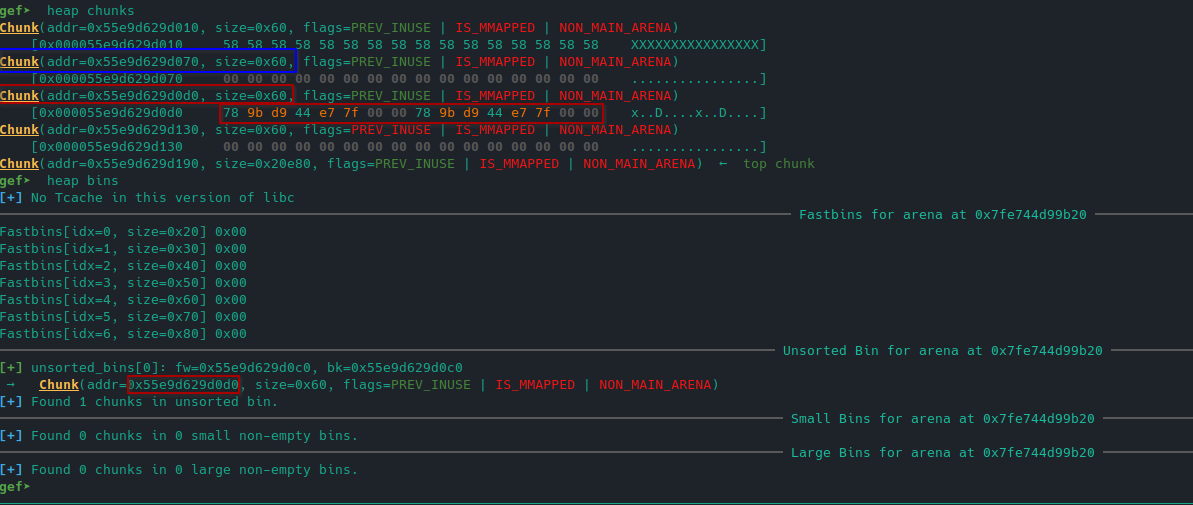 gef➤  heap chunks
Chunk(addr=0x55e9d629d010, size=0x60, flags=PREV_INUSE | IS_MMAPPED | NON_MAIN_ARENA)
    [0x000055e9d629d010     58 58 58 58 58 58 58 58 58 58 58 58 58 58 58 58    XXXXXXXXXXXXXXXX]
Chunk(addr=0x55e9d629d070, size=0x60, flags=PREV_INUSE | IS_MMAPPED | NON_MAIN_ARENA)
    [0x000055e9d629d070     00 00 00 00 00 00 00 00 00 00 00 00 00 00 00 00    ................]
Chunk(addr=0x55e9d629d0d0, size=0x60, flags=PREV_INUSE | IS_MMAPPED | NON_MAIN_ARENA)
    [0x000055e9d629d0d0     78 9b d9 44 e7 7f 00 00 78 9b d9 44 e7 7f 00 00    x..D....x..D....]
Chunk(addr=0x55e9d629d130, size=0x60, flags=PREV_INUSE | IS_MMAPPED | NON_MAIN_ARENA)
    [0x000055e9d629d130     00 00 00 00 00 00 00 00 00 00 00 00 00 00 00 00    ................]
Chunk(addr=0x55e9d629d190, size=0x20e80, flags=PREV_INUSE | IS_MMAPPED | NON_MAIN_ARENA)  ←  top chunk
gef➤  heap bins
[+] No Tcache in this version of libc
Fastbins for arena at 0x7fe744d99b20
Fastbins[idx=0, size=0x20] 0x00
Fastbins[idx=1, size=0x30] 0x00
Fastbins[idx=2, size=0x40] 0x00
Fastbins[idx=3, size=0x50] 0x00
Fastbins[idx=4, size=0x60] 0x00
Fastbins[idx=5, size=0x70] 0x00
Fastbins[idx=6, size=0x80] 0x00
Unsorted Bin for arena at 0x7fe744d99b20
[+] unsorted_bins[0]: fw=0x55e9d629d0c0, bk=0x55e9d629d0c0
 →   Chunk(addr=0x55e9d629d0d0, size=0x60, flags=PREV_INUSE | IS_MMAPPED | NON_MAIN_ARENA)
[+] Found 1 chunks in unsorted bin.
Small Bins for arena at 0x7fe744d99b20
[+] Found 0 chunks in 0 small non-empty bins.
Large Bins for arena at 0x7fe744d99b20
[+] Found 0 chunks in 0 large non-empty bins.
gef➤